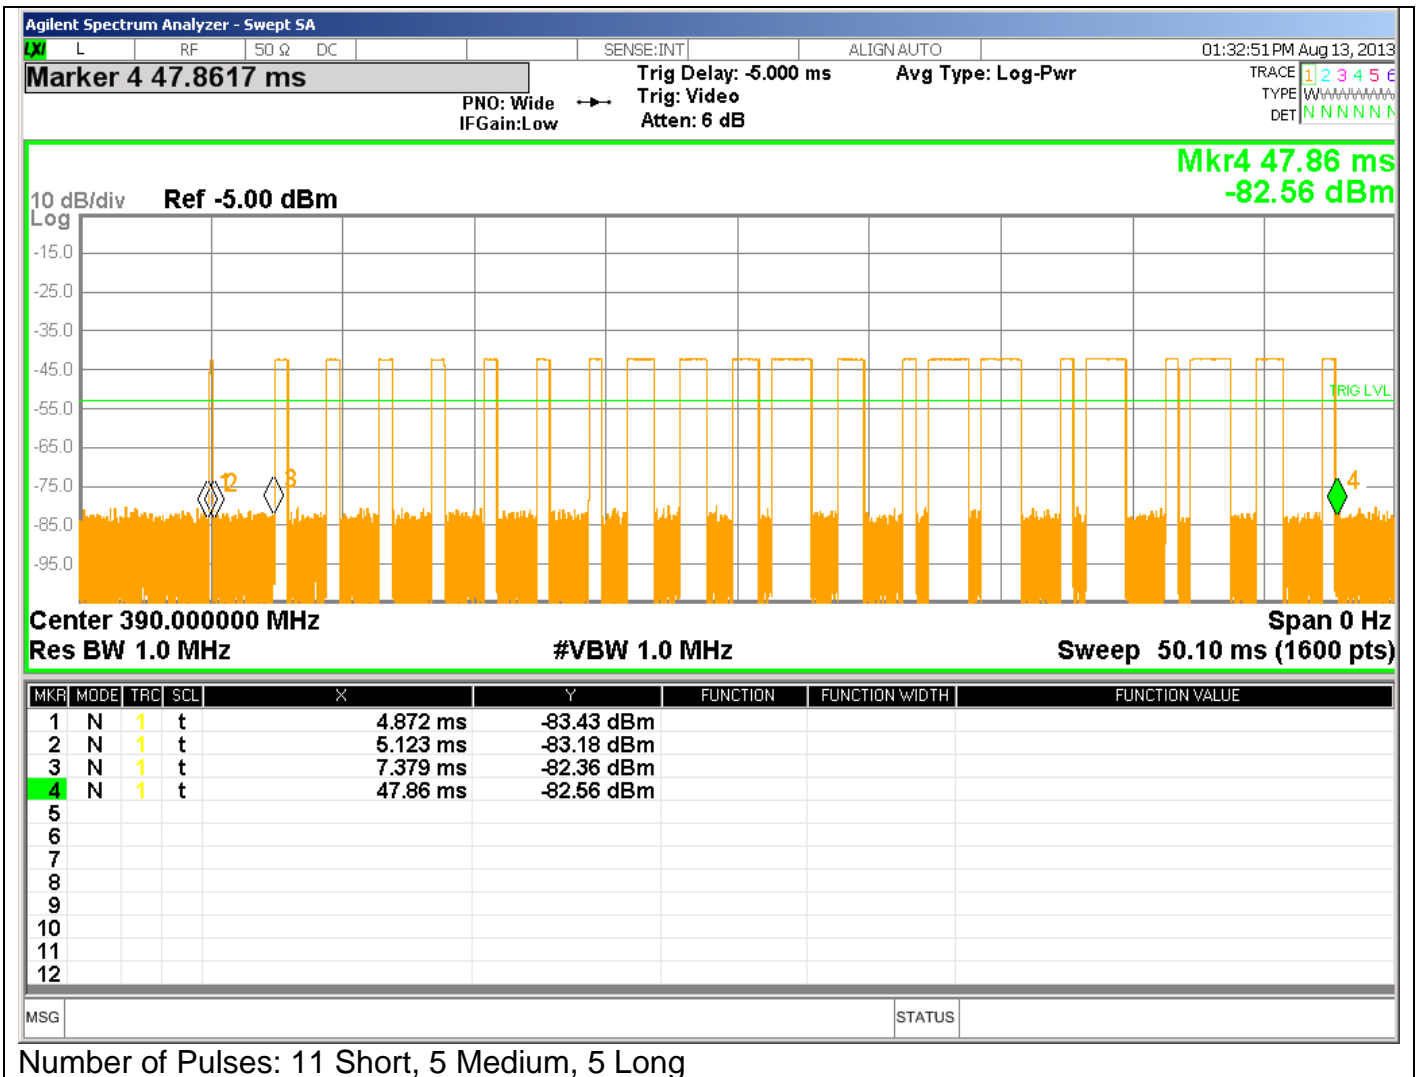 Agilent Spectrum Analyzer - Swept SA
LXI L RF 50 Ω DC SENSE:INT ALIGN AUTO 01:32:51 PM Aug 13, 2013
Marker 4 47.8617 ms
PNO: Wide
IFGain:Low
Trig Delay: -5.000 ms
Trig: Video
Atten: 6 dB
Avg Type: Log-Pwr
TRACE 1 2 3 4 5 6
TYPE W
DET N N N N N N
Mkr4 47.86 ms
-82.56 dBm
10 dB/div Ref -5.00 dBm
Log
-15.0
-25.0
-35.0
-45.0
-55.0
-65.0
-75.0
-85.0
-95.0
TRIG LVL
1 2 3 4
Center 390.000000 MHz Span 0 Hz
Res BW 1.0 MHz #VBW 1.0 MHz Sweep 50.10 ms (1600 pts)
MKR MODE TRC SCL X Y FUNCTION FUNCTION WIDTH FUNCTION VALUE
1 N 1 t 4.872 ms -83.43 dBm
2 N 1 t 5.123 ms -83.18 dBm
3 N 1 t 7.379 ms -82.36 dBm
4 N 1 t 47.86 ms -82.56 dBm
5
6
7
8
9
10
11
12
MSG STATUS
Number of Pulses: 11 Short, 5 Medium, 5 Long